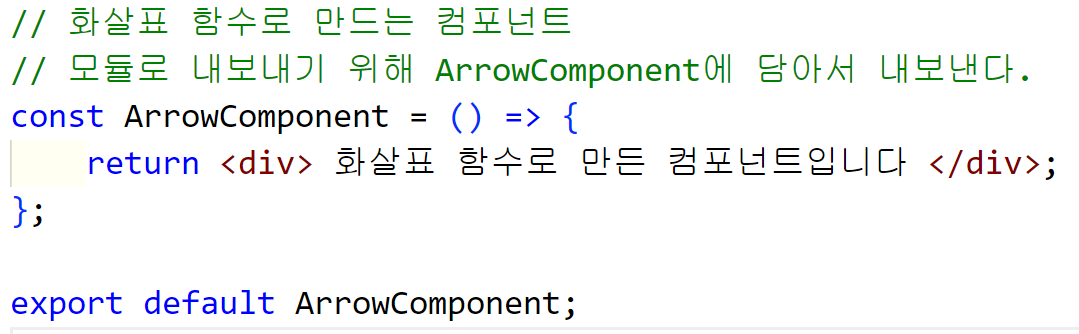 // 화살표 함수로 만드는 컴포넌트
// 모듈로 내보내기 위해 ArrowComponent에 담아서 내보낸다.
const ArrowComponent = () => {
    return <div> 화살표 함수로 만든 컴포넌트입니다 </div>;
};
export default ArrowComponent;